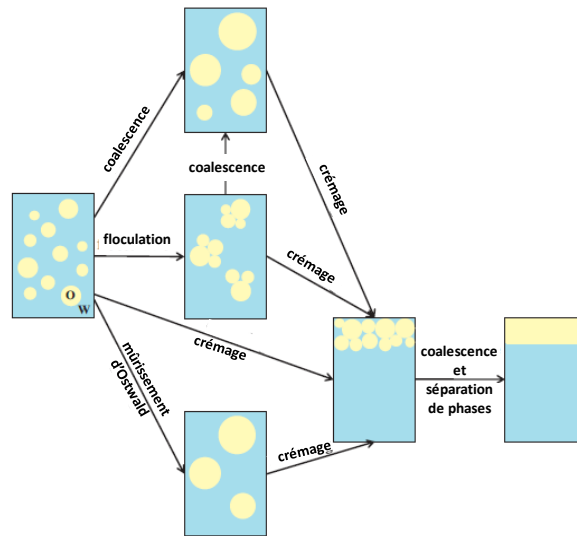 coalescence
coalescence
crémage
floculation
crémage
O
W
crémage
mûrissement
d'Ostwald
crémage
coalescence
et
séparation
de phases